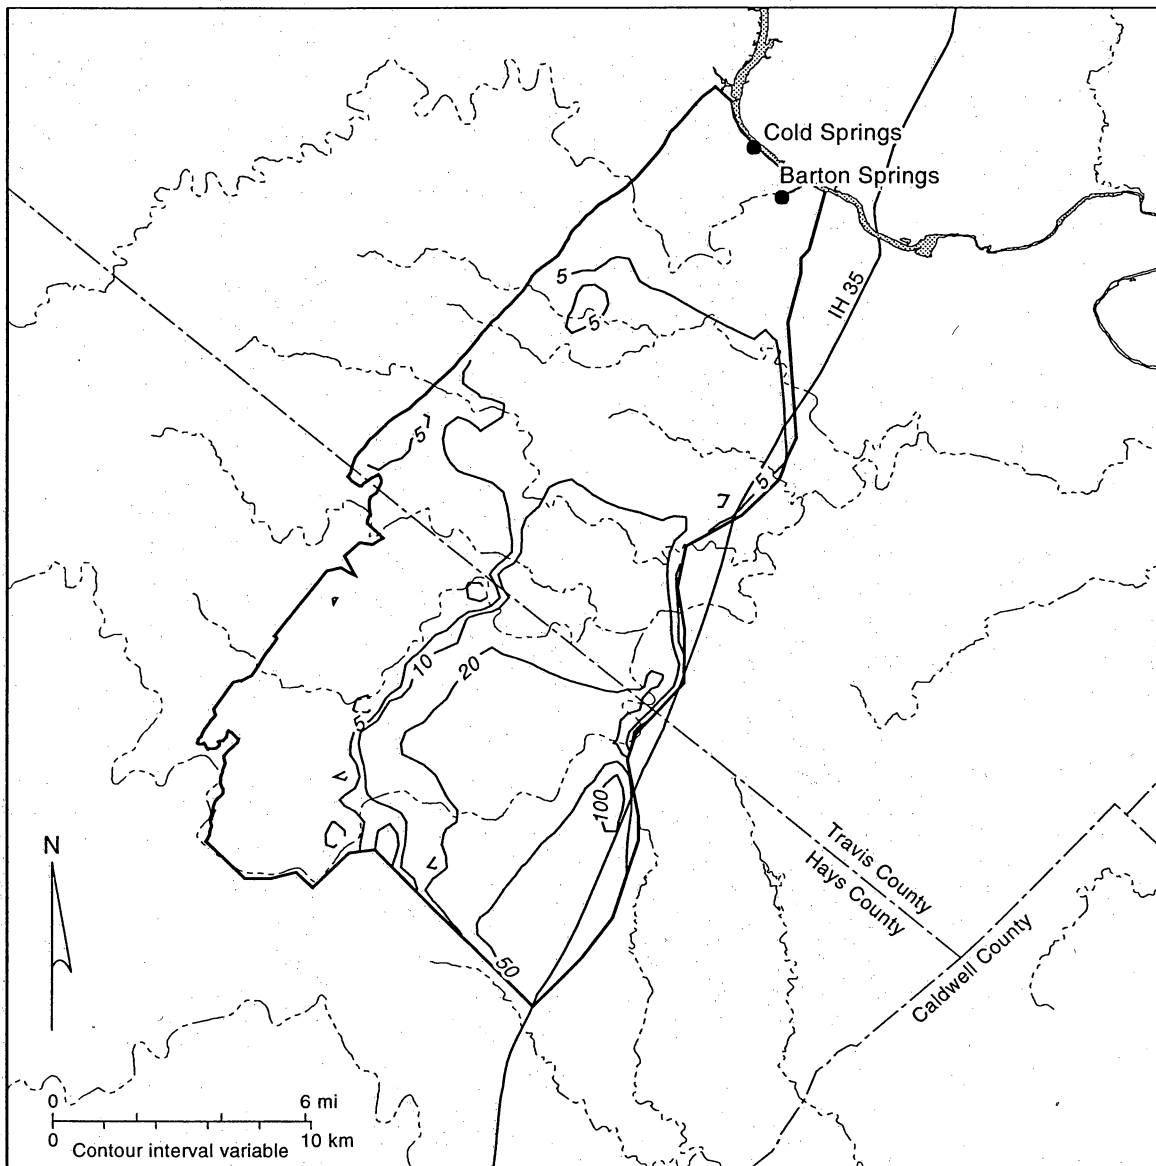 Cold Springs
Barton Springs
IH 35
5
5
5
5
10
20
5
100
50
Travis County
Hays County
Caldwell County
N
0
6 mi
0
10 km
Contour interval variable